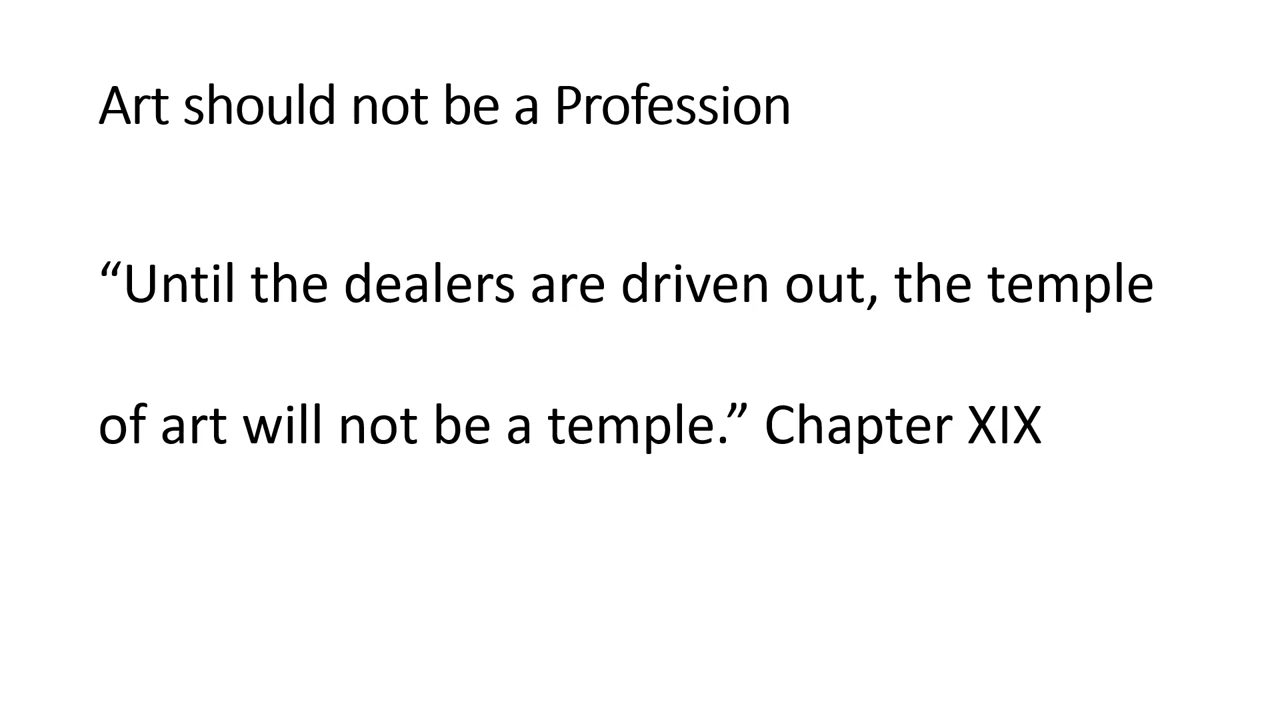 Art should not be a Profession
“Until the dealers are driven out, the temple
of art will not be a temple.” Chapter XIX